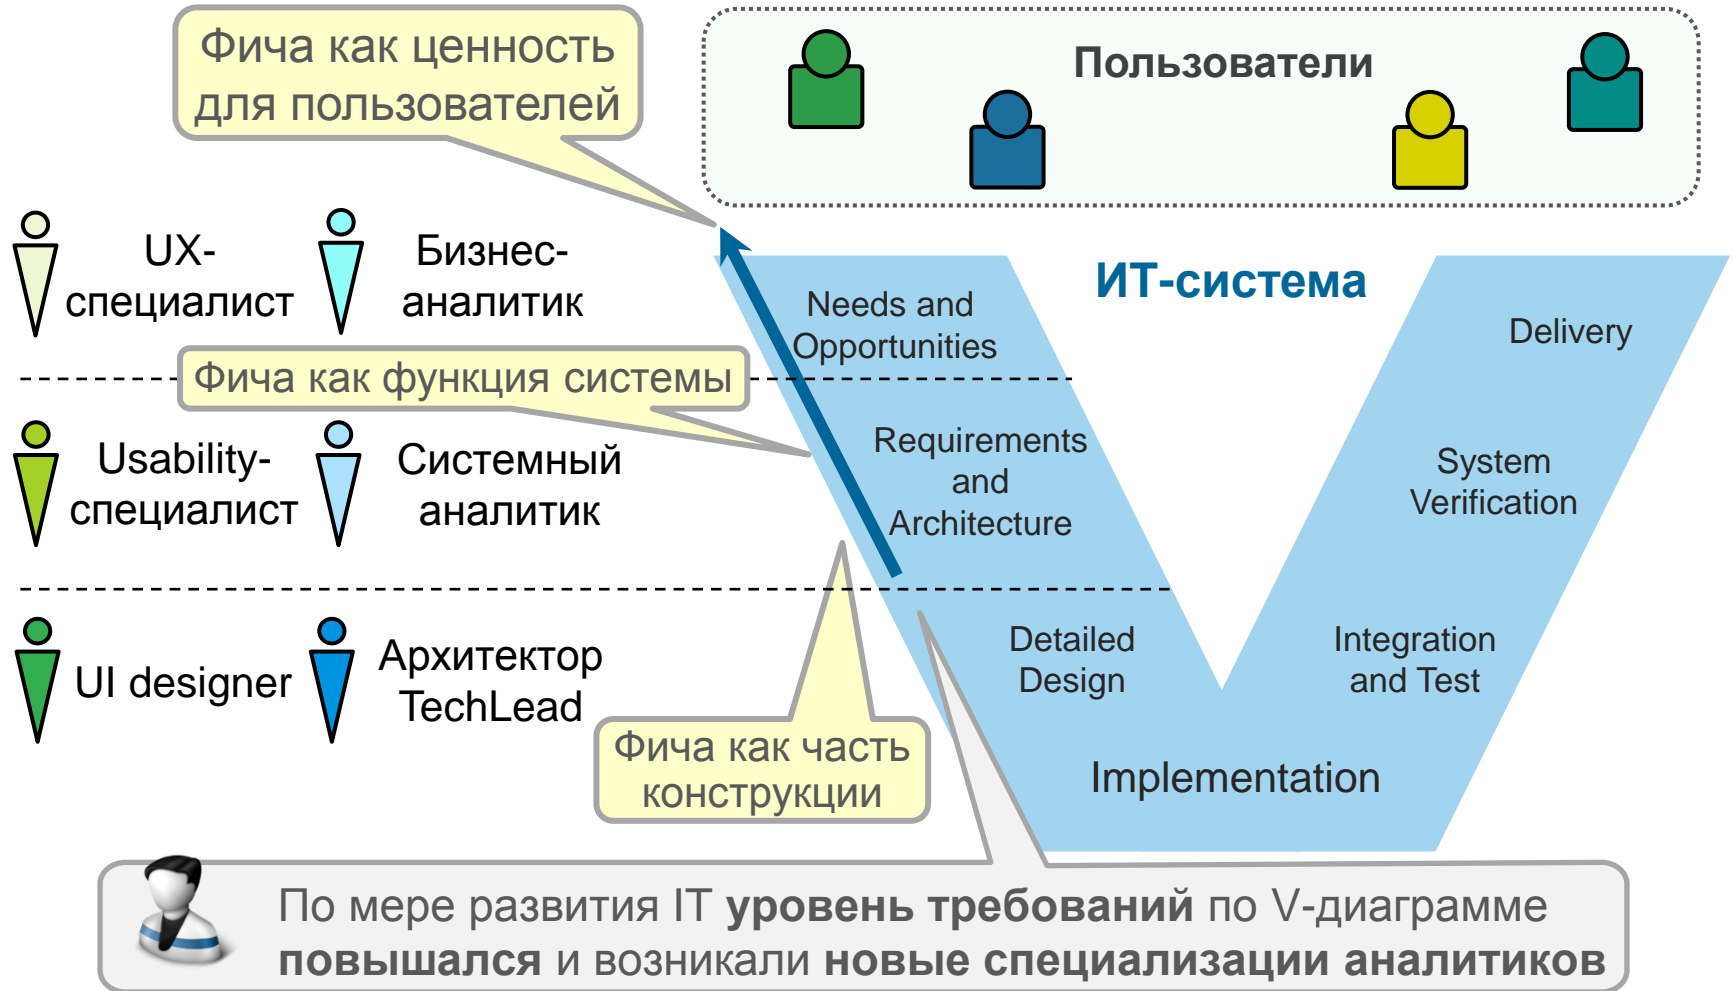 Фича как ценность
для пользователей
Пользователи
UX-
специалист
Бизнес-
аналитик
ИТ-система
Needs and
Opportunities
Delivery
Фича как функция системы
Usability-
специалист
Системный
аналитик
Requirements
and
Architecture
System
Verification
UI designer
Архитектор
TechLead
Detailed
Design
Integration
and Test
Фича как часть
конструкции
Implementation
По мере развития IT уровень требований по V-диаграмме
повышался и возникали новые специализации аналитиков